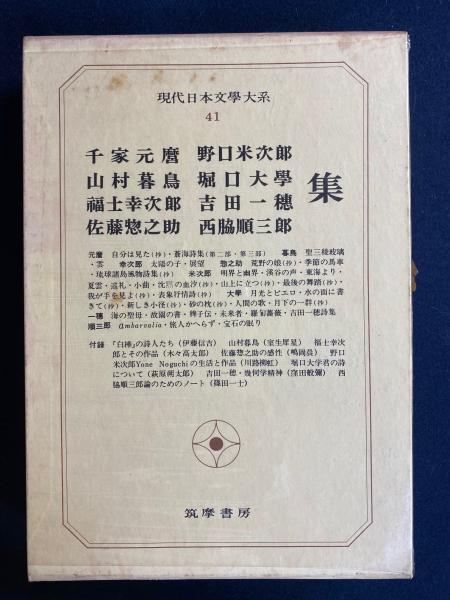 現代日本文學大系
41
千家元麿 野口米次郎
山村暮鳥 堀口大學
福士幸次郎 吉田一穗
佐藤惣之助 西脇順三郎
集
元麿 自分は見た(抄)・蒼海詩集(第二部・第三部) 暮鳥 聖三稜玻璃
・雲 幸次郎 太陽の子・展望 惣之助 荒野の娘(抄)・季節の馬車
・琉球諸島風物詩集(抄) 米次郎 明界と幽界・溪谷の声・東海より・
夏雲・巡礼・小曲・沈黙の血汐(抄)・山上に立つ(抄)・最後の舞踏(抄)・
我が手を見よ(抄)・表象抒情詩(抄) 大學 月光とピエロ・水の面に書
きて(抄)・新しき小径(抄)・砂の枕(抄)・人間の歌・月下の一群(抄)
一穗 海の聖母・故園の書・稗子伝・未来者・羅甸薔薇・吉田一穂詩集
順三郎 ambarvalia・旅人かへらず・宝石の眠り
付錄 「白樺」の詩人たち(伊藤信吉) 山村暮鳥(室生犀星) 福士幸次
郎とその作品(木々高太郎) 佐藤惣之助の感性(鳴岡晨) 野口
米次郎Yone Noguchiの生活と作品(川路柳虹) 堀口大学君の詩
について(萩原朔太郎) 吉田一穂・幾何学精神(窪田般彌) 西
脇順三郎論のためのノート(篠田一士)
筑摩書房